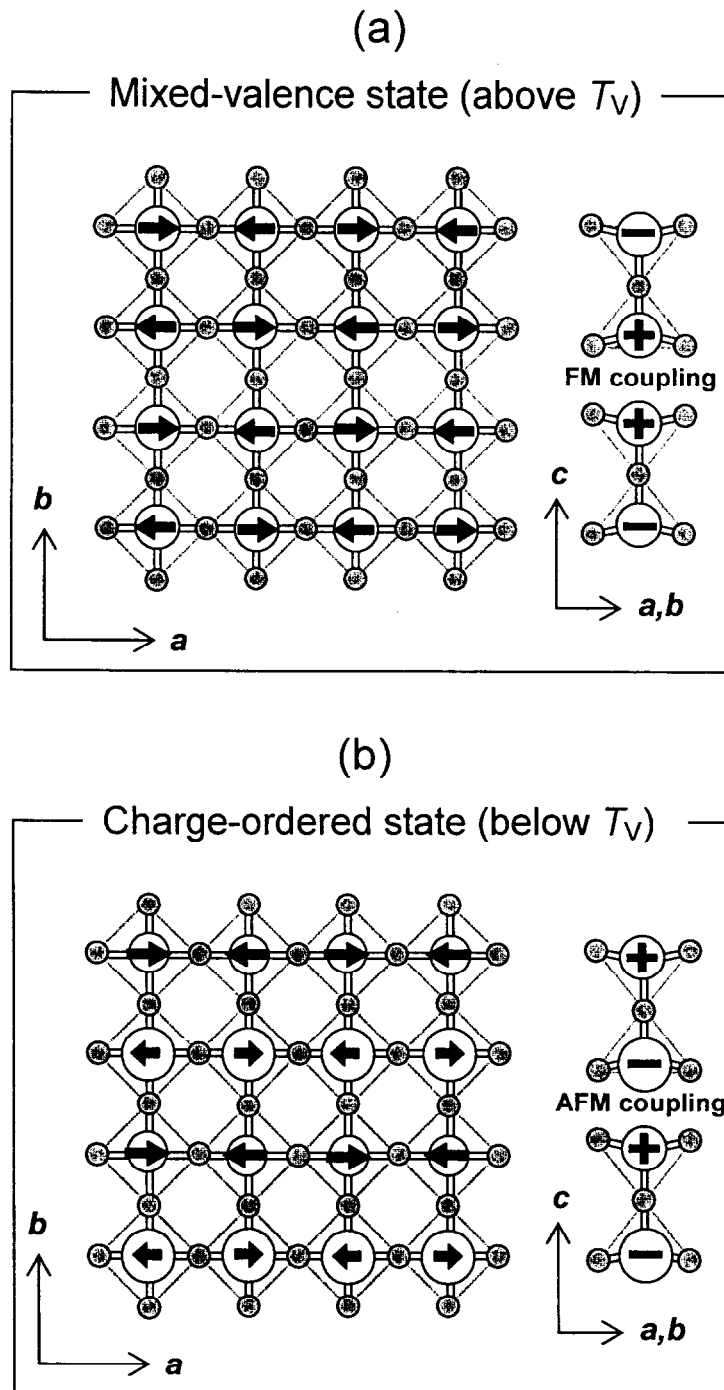 (a)
Mixed-valence state (above TV)
FM coupling
b
a
c
a,b
(b)
Charge-ordered state (below TV)
AFM coupling
b
a
c
a,b